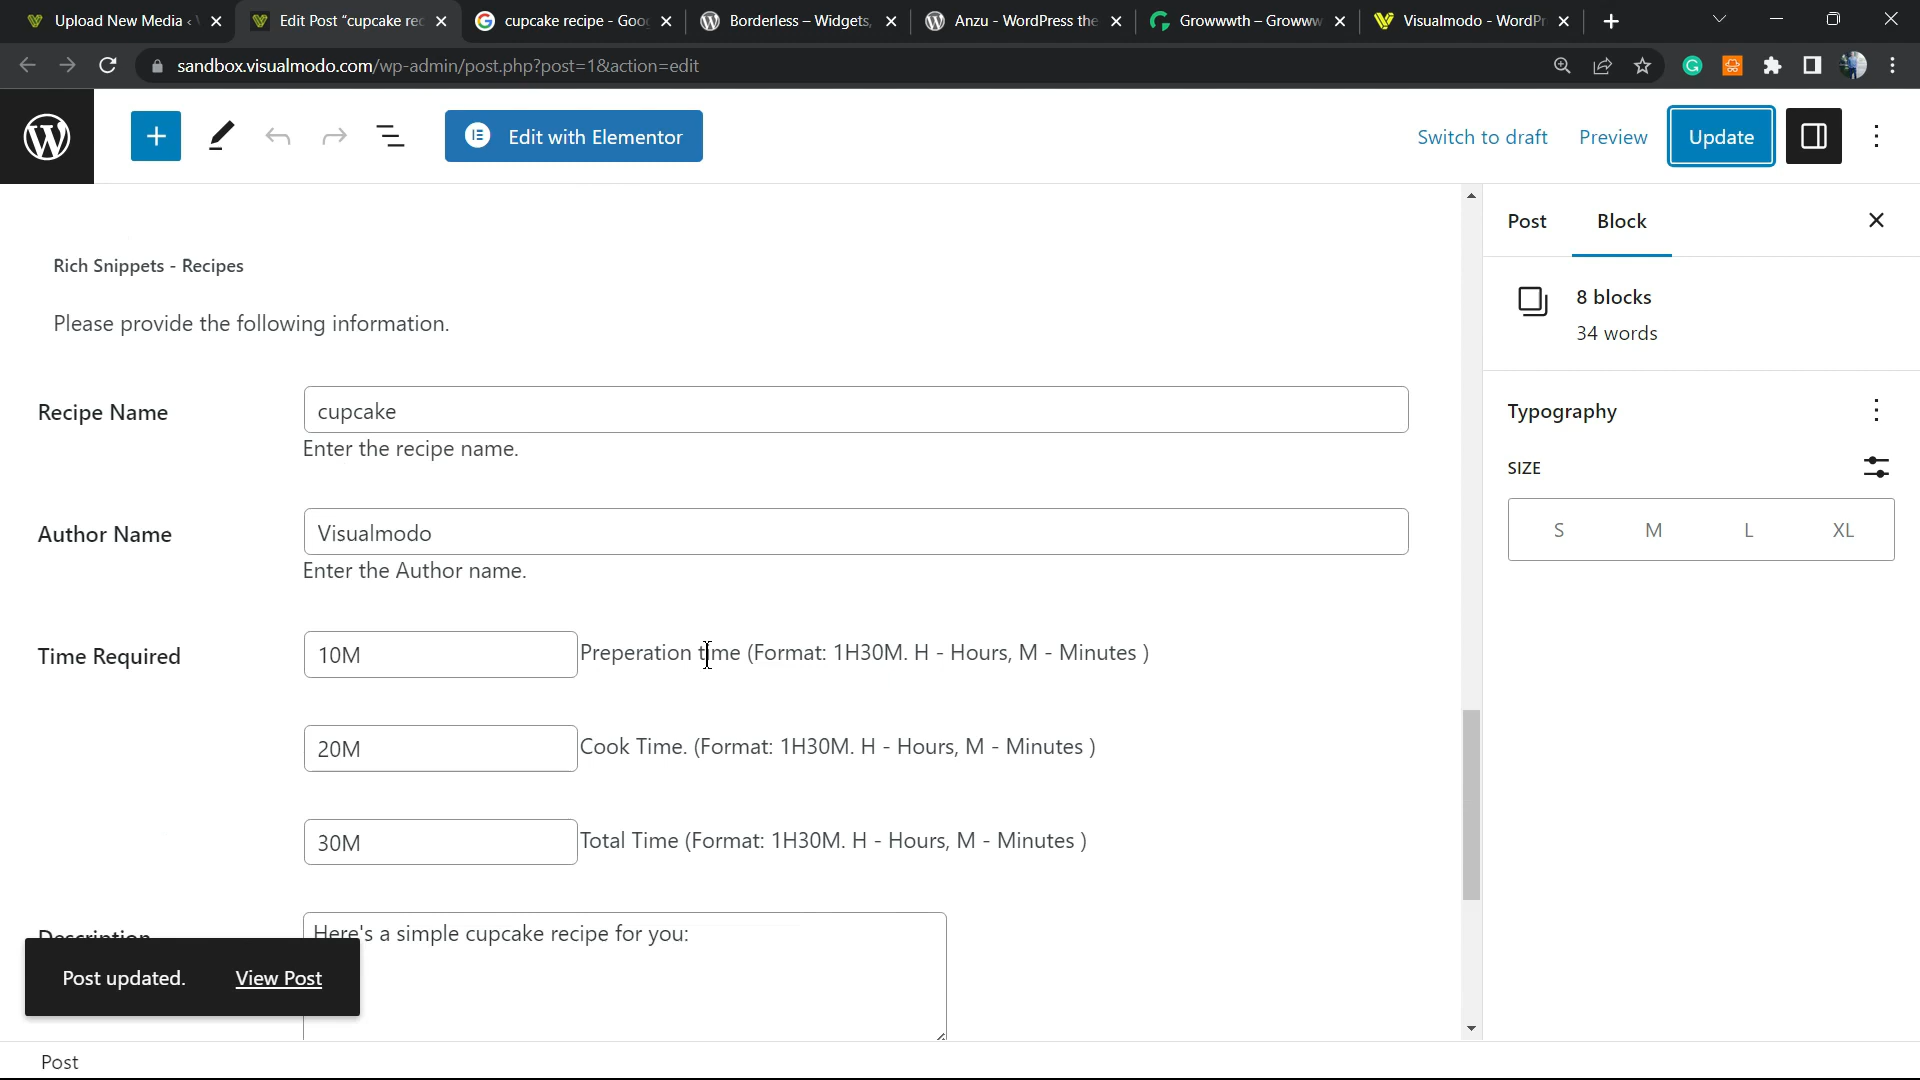 Upload New Media ‹
Edit Post “cupcake rec
cupcake recipe - Goo
Borderless – Widgets,
Anzu - WordPress the
Growwwth – Growww
Visualmodo - WordPr
sandbox.visualmodo.com/wp-admin/post.php?post=1&action=edit
Edit with Elementor
Switch to draft
Preview
Update
Post
Block
Rich Snippets - Recipes
8 blocks
34 words
Please provide the following information.
Recipe Name
cupcake
Enter the recipe name.
Typography
SIZE
S
M
L
XL
Author Name
Visualmodo
Enter the Author name.
Time Required
10M
Preperation time (Format: 1H30M. H - Hours, M - Minutes )
20M
Cook Time. (Format: 1H30M. H - Hours, M - Minutes )
30M
Total Time (Format: 1H30M. H - Hours, M - Minutes )
Description
Here's a simple cupcake recipe for you:
Post updated.
View Post
Post